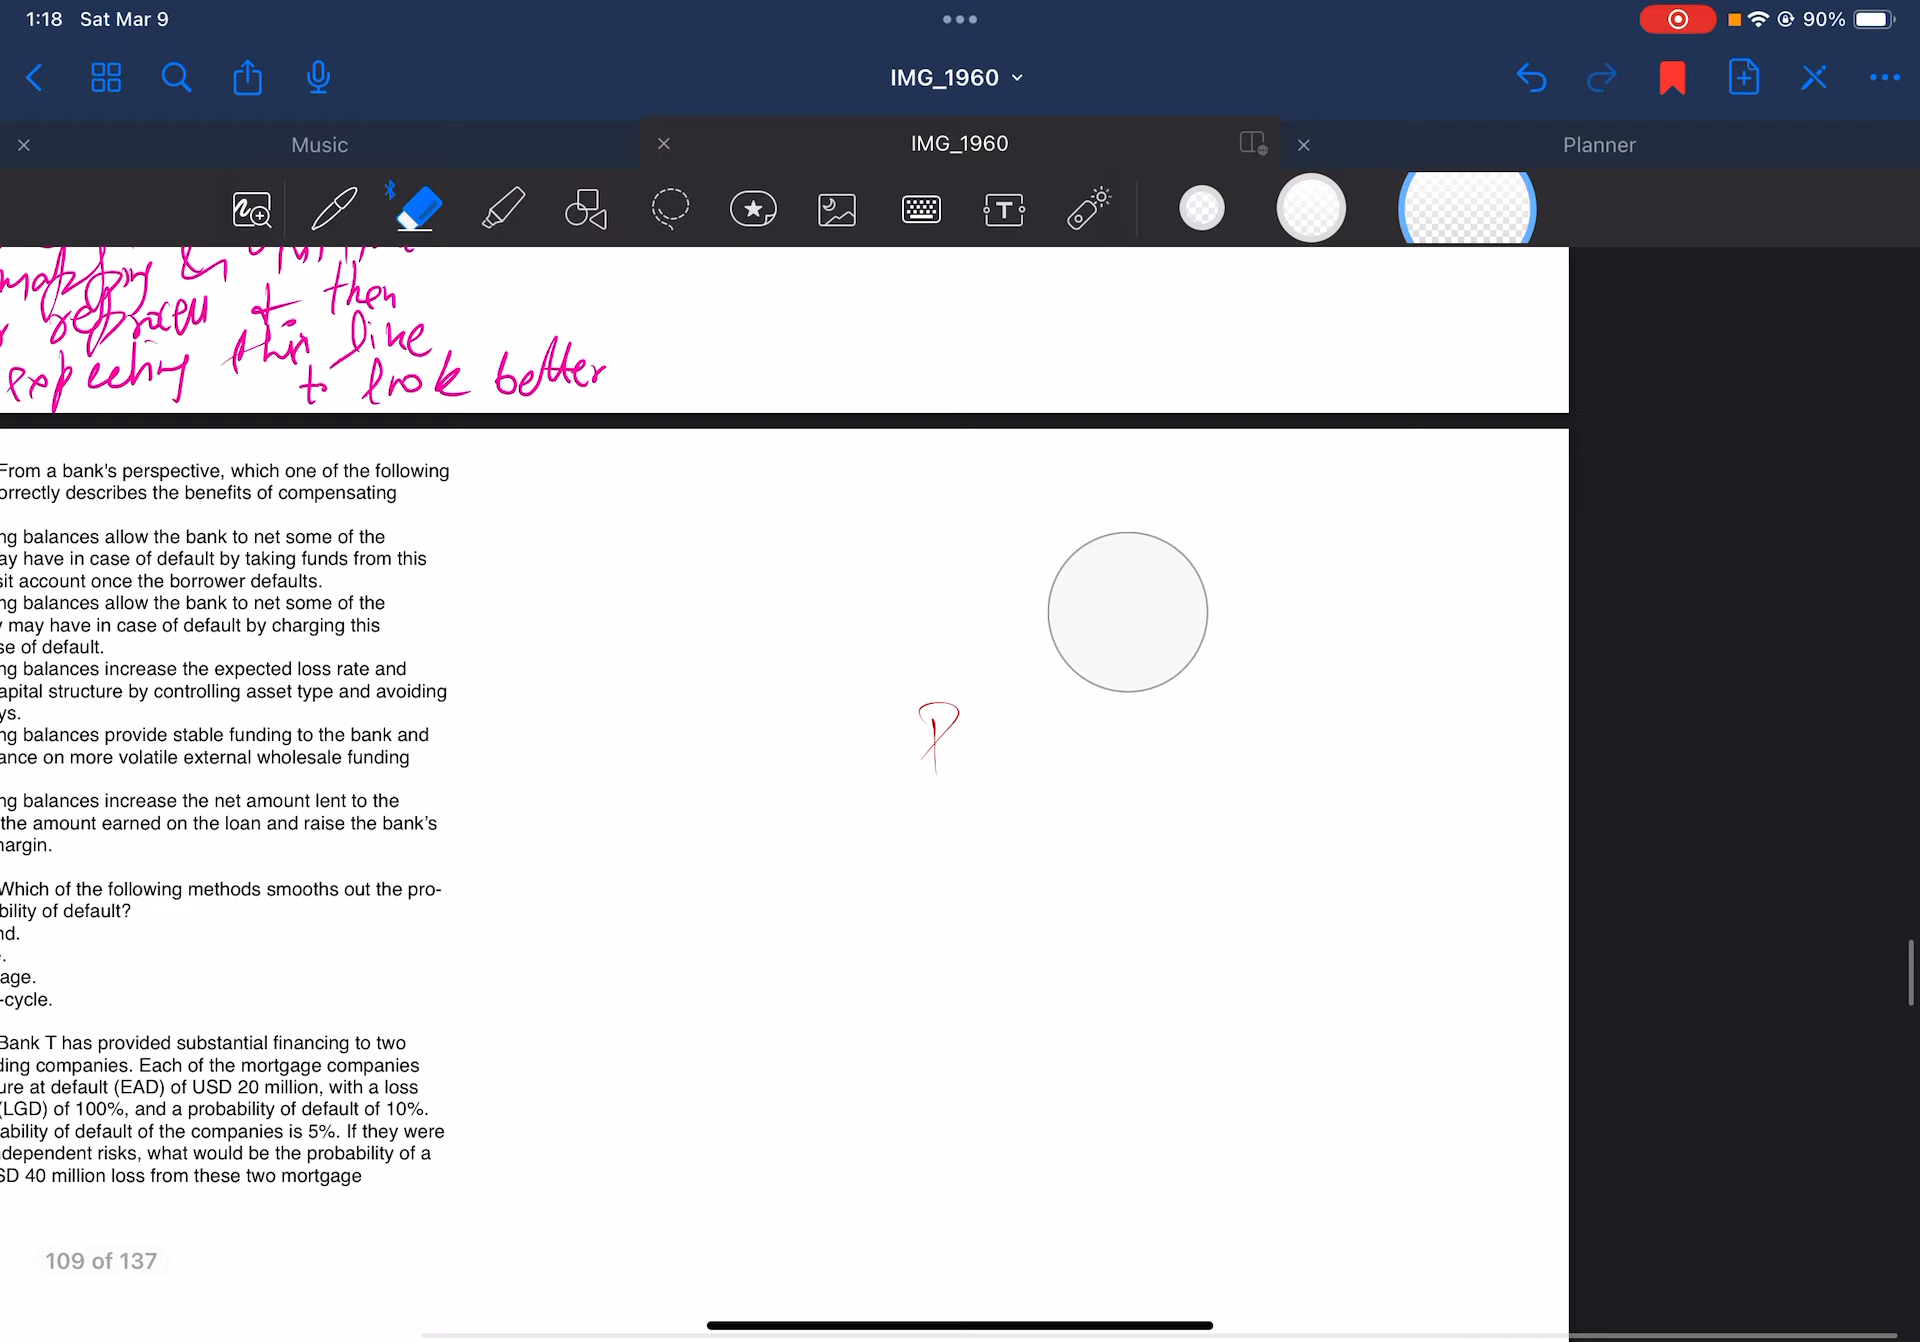 1:18 Sat Mar 9
90%
IMG_1960
Music
IMG_1960
Planner
then
expecting this line
to look better
From a bank's perspective, which one of the following
orrectly describes the benefits of compensating
ng balances allow the bank to net some of the
ay have in case of default by taking funds from this
sit account once the borrower defaults.
ng balances allow the bank to net some of the
may have in case of default by charging this
se of default.
ng balances increase the expected loss rate and
apital structure by controlling asset type and avoiding
ys.
ng balances provide stable funding to the bank and
ance on more volatile external wholesale funding
ng balances increase the net amount lent to the
the amount earned on the loan and raise the bank’s
argin.
P
Which of the following methods smooths out the pro-
bility of default?
nd.
age.
-cycle.
Bank T has provided substantial financing to two
ding companies. Each of the mortgage companies
ure at default (EAD) of USD 20 million, with a loss
(LGD) of 100%, and a probability of default of 10%.
ability of default of the companies is 5%. If they were
dependent risks, what would be the probability of a
SD 40 million loss from these two mortgage
109 of 137